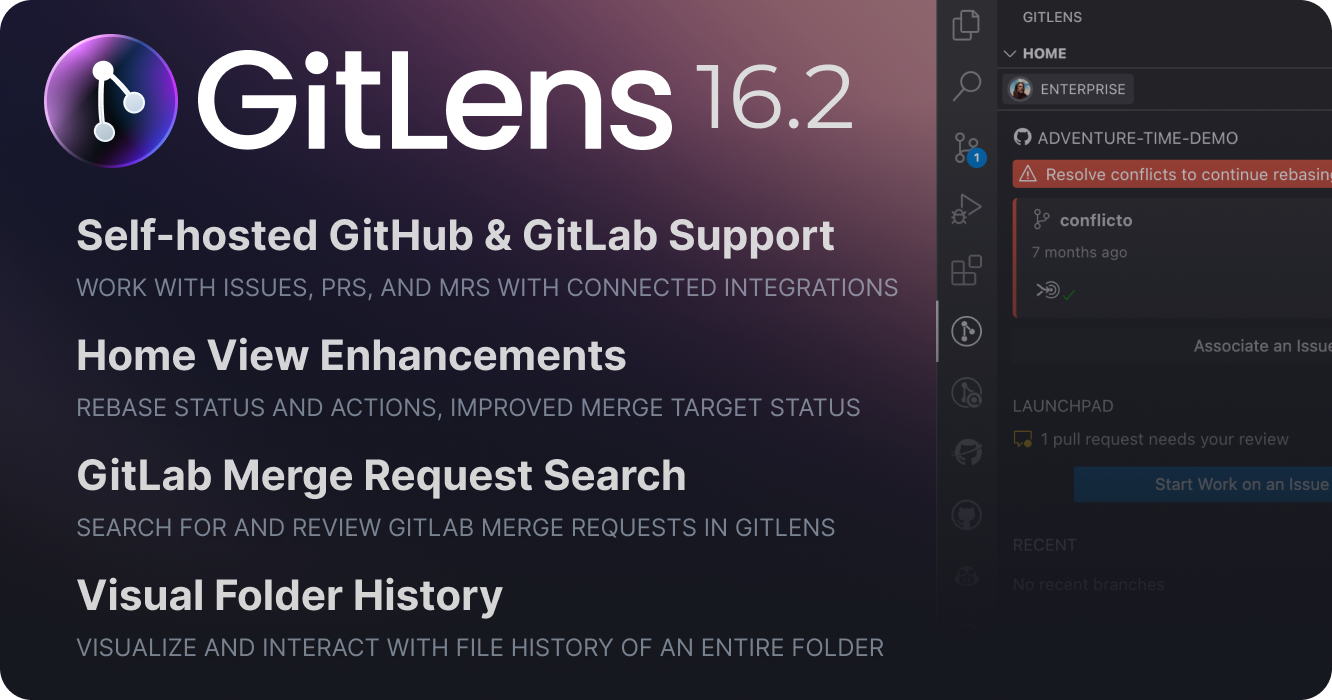 GitLens 16.2
Self-hosted GitHub & GitLab Support
WORK WITH ISSUES, PRS, AND MRS WITH CONNECTED INTEGRATIONS
Home View Enhancements
REBASE STATUS AND ACTIONS, IMPROVED MERGE TARGET STATUS
GitLab Merge Request Search
SEARCH FOR AND REVIEW GITLAB MERGE REQUESTS IN GITLENS
Visual Folder History
VISUALIZE AND INTERACT WITH FILE HISTORY OF AN ENTIRE FOLDER
1
GITLENS
HOME
ENTERPRISE
ADVENTURE-TIME-DEMO
Resolve conflicts to continue rebasing
conflicto
7 months ago
Associate an Issue
LAUNCHPAD
1 pull request needs your review
Start Work on an Issue
RECENT
No recent branches